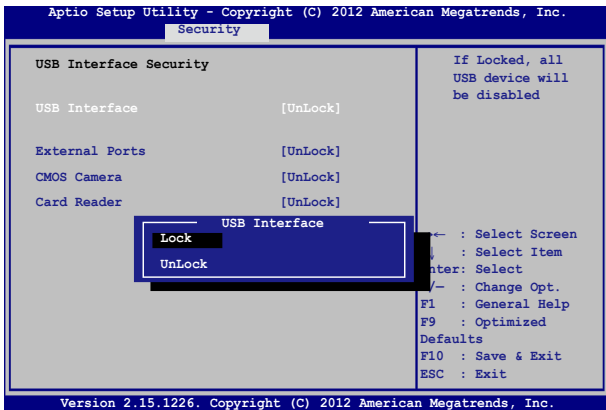 Aptio Setup Utility - Copyright (C) 2012 American Megatrends, Inc.
Security
USB Interface Security
USB Interface [UnLock]
External Ports [UnLock]
CMOS Camera [UnLock]
Card Reader [UnLock]
USB Interface
Lock
UnLock
If Locked, all
USB device will
be disabled
← : Select Screen
↓ : Select Item
nter: Select
/— : Change Opt.
F1 : General Help
F9 : Optimized
Defaults
F10 : Save & Exit
ESC : Exit
Version 2.15.1226. Copyright (C) 2012 American Megatrends, Inc.